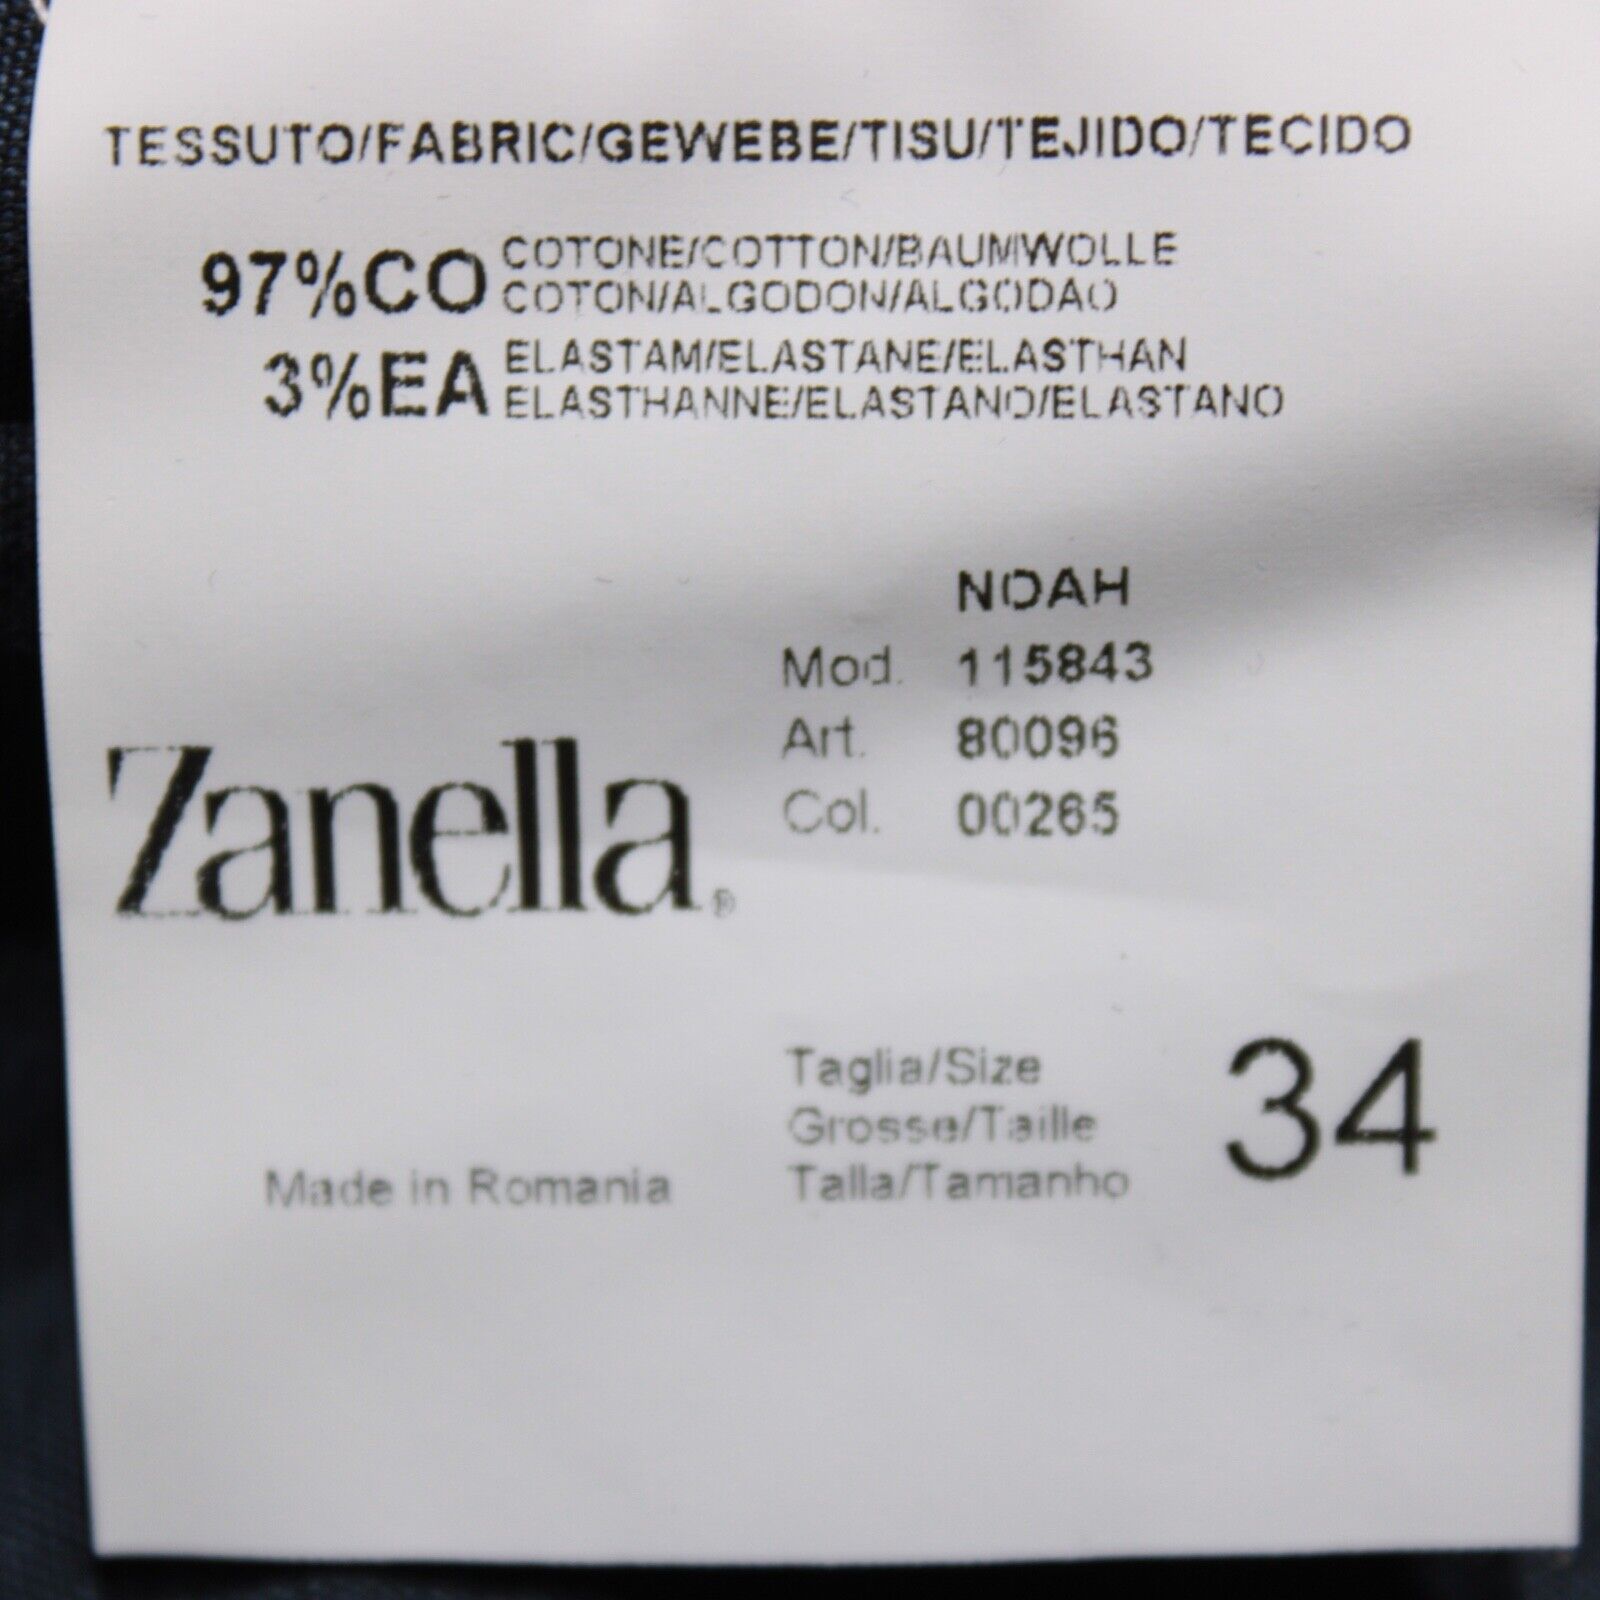 TESSUTO/FABRIC/GEWEBE/TISU/TEJIDO/TECIDO
97%CO COTONE/COTTON/BAUMWOLLE
COTON/ALGODON/ALGODAO
3%EA ELASTAM/ELASTANE/ELASTHAN
ELASTHANNE/ELASTANO/ELASTANO
NOAH
Mod. 115843
Art. 80096
Col. 00265
Zanella®
Taglia/Size
Grosse/Taille
Talla/Tamanho
34
Made in Romania